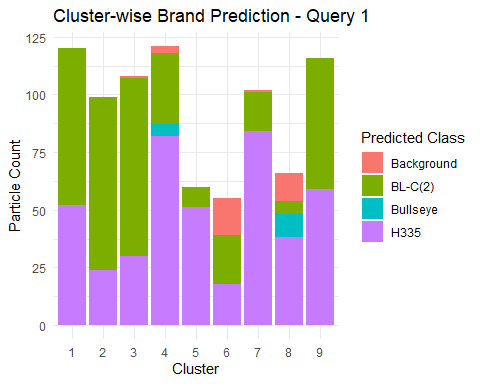 Cluster-wise Brand Prediction - Query 1
125
100
75
50
25
0
Particle Count
1 2 3 4 5 6 7 8 9
Cluster
Predicted Class
Background
BL-C(2)
Bullseye
H335